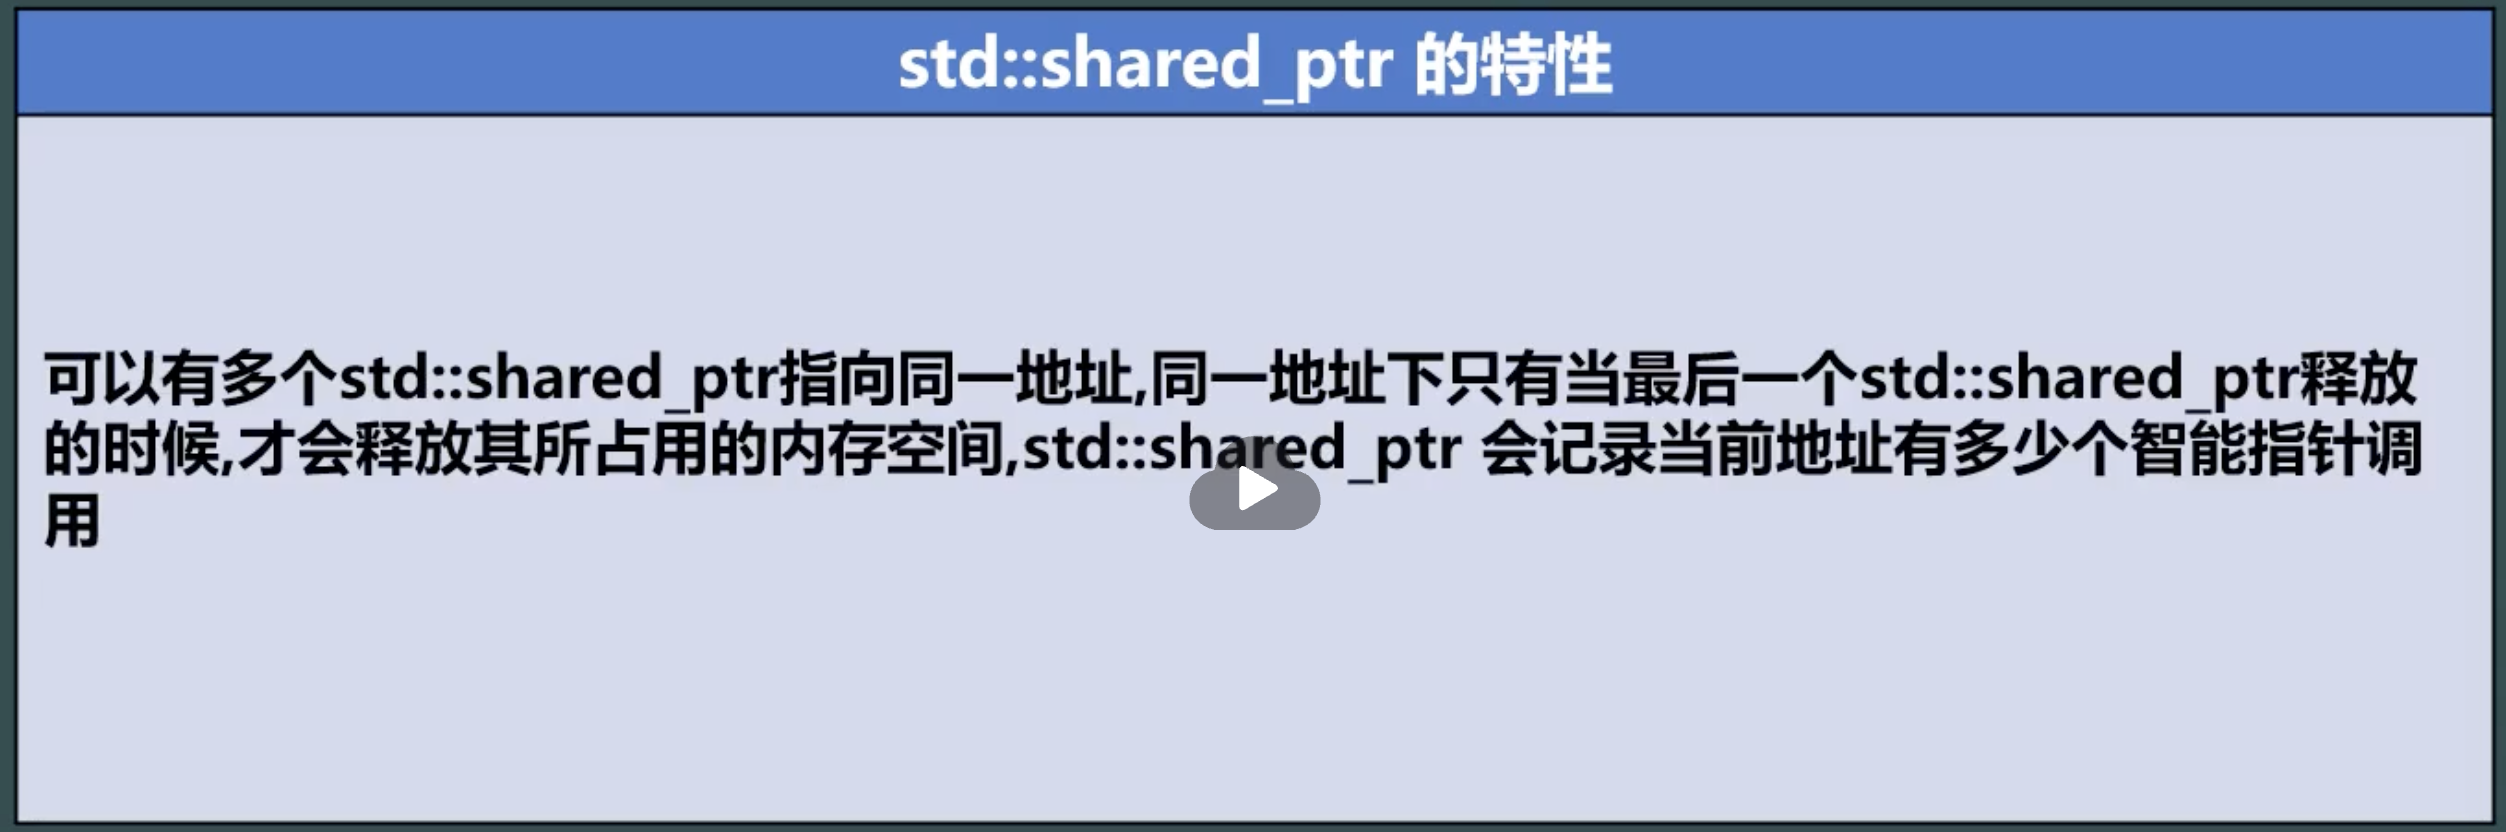 std::shared_ptr 的特性
可以有多个std::shared_ptr指向同一地址,同一地址下只有当最后一个std::shared_ptr释放
的时候,才会释放其所占用的内存空间,std::shared_ptr 会记录当前地址有多少个智能指针调
用